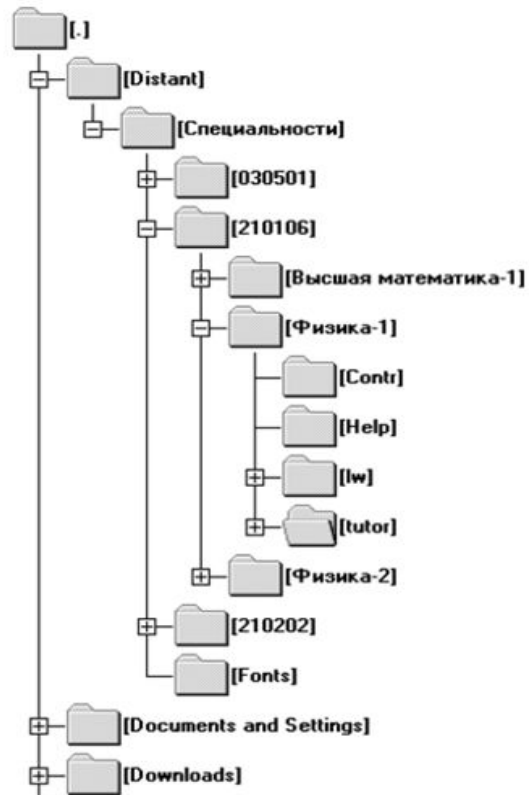 [.]
[Distant]
[Специальности]
[030501]
[210106]
[Высшая математика-1]
[Физика-1]
[Contr]
[Help]
[lw]
[tutor]
[Физика-2]
[210202]
[Fonts]
[Documents and Settings]
[Downloads]